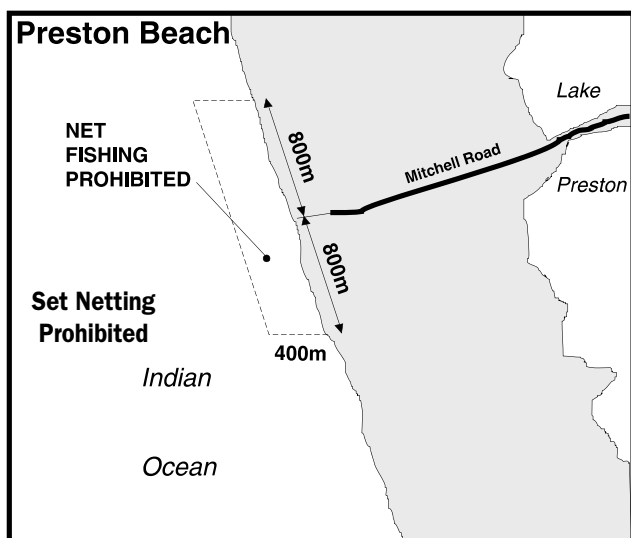 Preston Beach
NET
FISHING
PROHIBITED
800m
Mitchell Road
Lake
Preston
800m
Set Netting
Prohibited
400m
Indian
Ocean